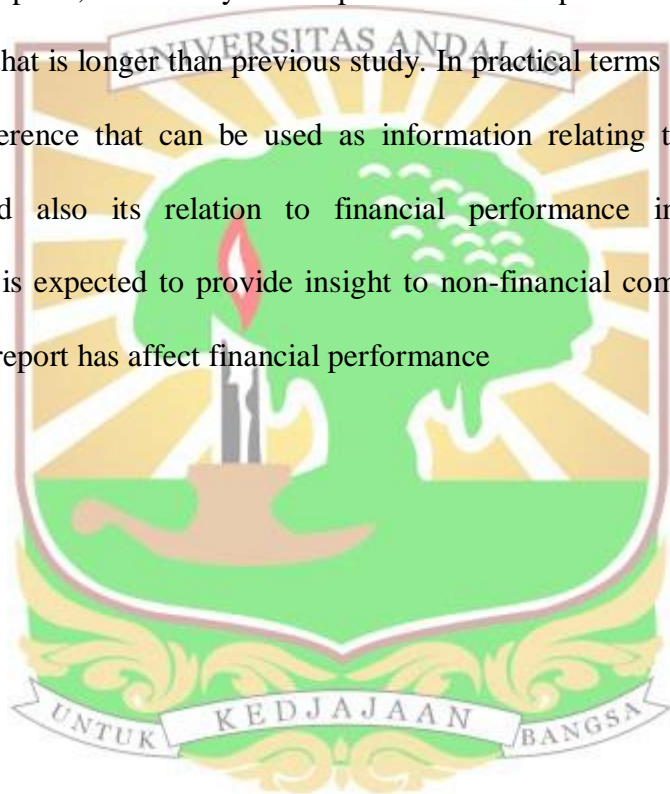 UNIVERSITAS ANDALAS
hat is longer than previous study. In practical terms
erence that can be used as information relating t
d also its relation to financial performance in
is expected to provide insight to non-financial com
report has affect financial performance
UNTUK KEDJAJAAN BANGSA